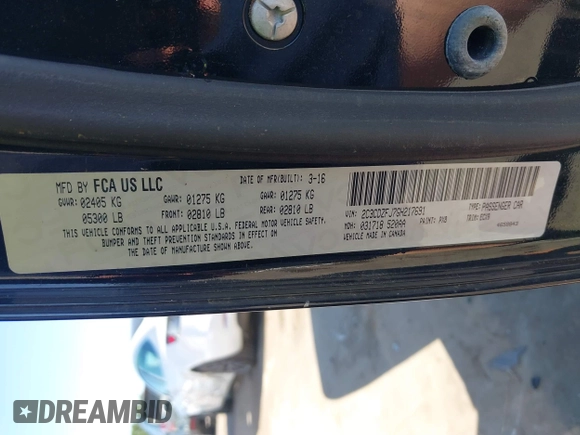 MFD BY FCA US LLC
DATE OF MFR(BUILT): 3-16
GVWR: 02405 KG
05300 LB
GAWR: 01275 KG
FRONT: 02810 LB
GAWR: 01275 KG
REAR: 02810 LB
THIS VEHICLE CONFORMS TO ALL APPLICABLE U.S.A. FEDERAL MOTOR VEHICLE SAFETY,
BUMPER AND THEFT PREVENTION STANDARDS IN EFFECT ON
THE DATE OF MANUFACTURE SHOWN ABOVE.
VIN: 2C3CDZFJ7GH217691
TYPE: PASSENGER CAR
MDH: 031718 520AA
PAINT: PXB
VEHICLE MADE IN CANADA
DREAMBID